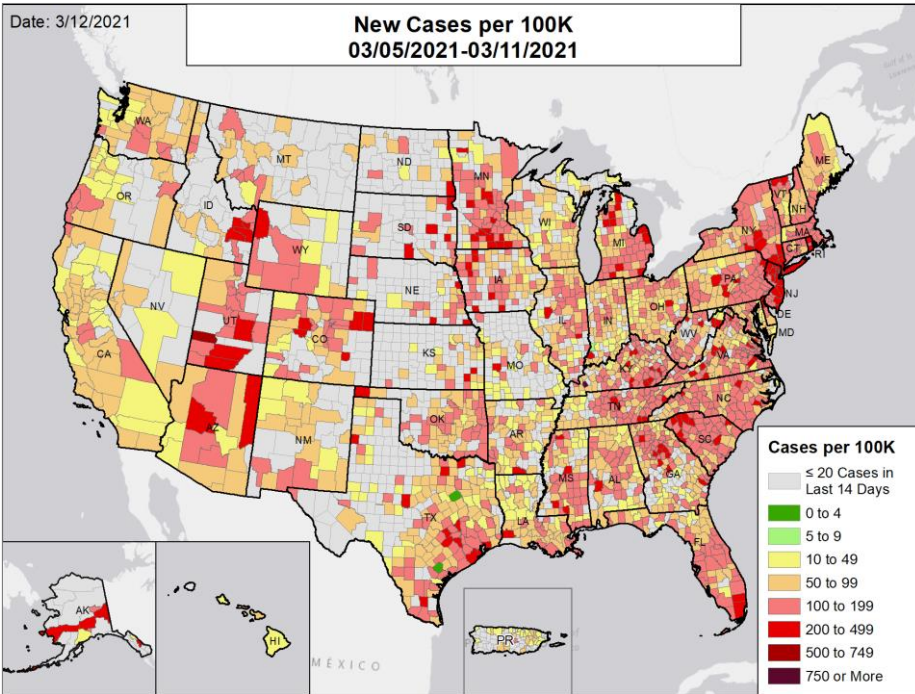 Date: 3/12/2021
New Cases per 100K
03/05/2021-03/11/2021
WA
MT
ND
MN
ME
OR
ID
SD
WI
VT
NH
WY
MI
NY
MA
CT
RI
IA
NE
PA
NJ
NV
UT
CO
IL
IN
OH
DE
MD
WV
CA
KS
MO
KY
VA
AZ
NM
OK
AR
TN
NC
SC
MS
AL
GA
TX
LA
FL
AK
HI
PR
MÉXICO
Cases per 100K
≤ 20 Cases in
Last 14 Days
0 to 4
5 to 9
10 to 49
50 to 99
100 to 199
200 to 499
500 to 749
750 or More